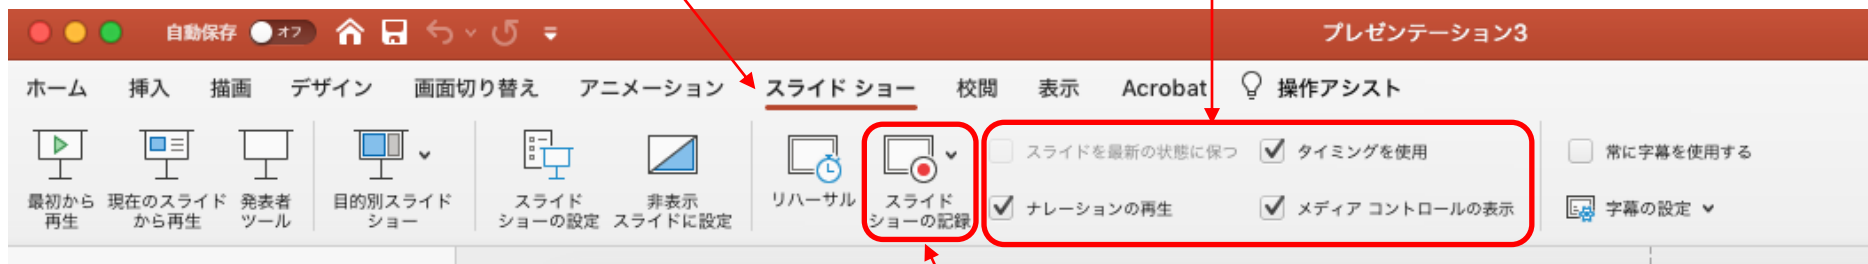 自動保存 オフ
プレゼンテーション3
ホーム 挿入 描画 デザイン 画面切り替え アニメーション スライド ショー 校閲 表示 Acrobat 操作アシスト
最初から
再生
現在のスライド
から再生
発表者
ツール
目的別スライド
ショー
スライド
ショーの設定
非表示
スライドに設定
リハーサル
スライド
ショーの記録
スライドを最新の状態に保つ
タイミングを使用
ナレーションの再生
メディア コントロールの表示
常に字幕を使用する
字幕の設定